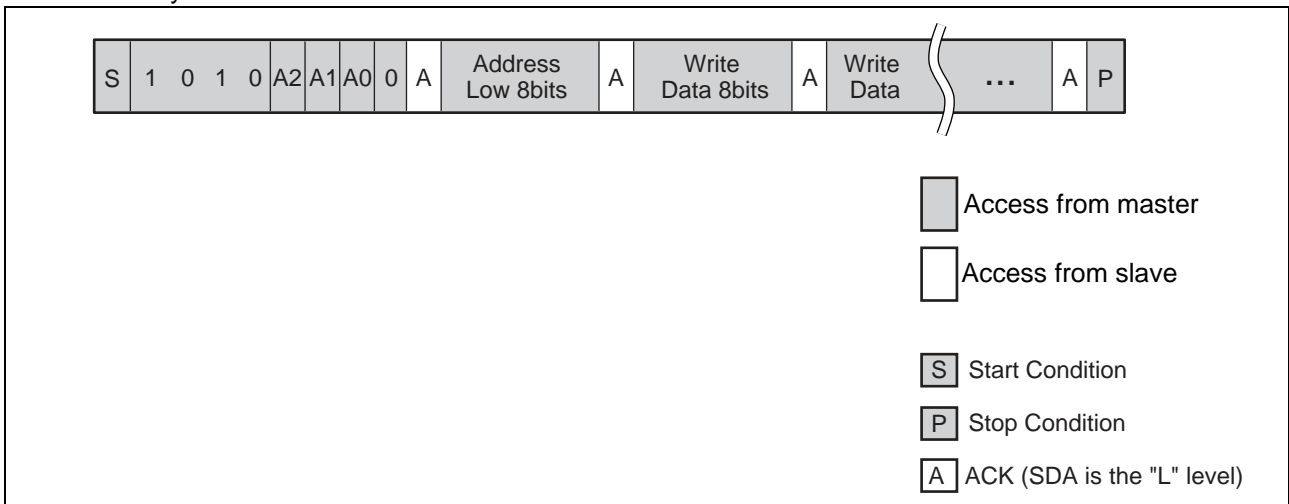 S 1 0 1 0 A2 A1 A0 0 A Address Low 8bits A Write Data 8bits A Write Data ... A P
Access from master
Access from slave
S Start Condition
P Stop Condition
A ACK (SDA is the "L" level)